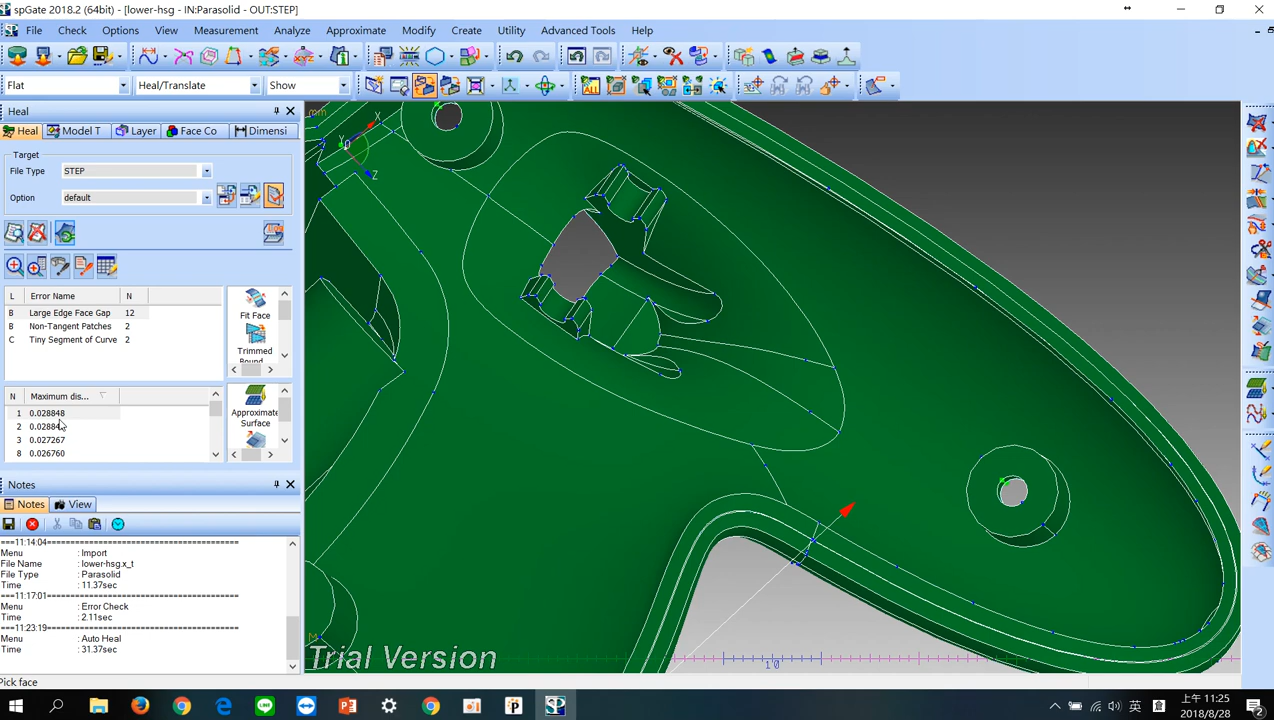 spGate 2018.2 (64bit) - [lower-hsg - IN:Parasolid - OUT:STEP]
File Check Options View Measurement Analyze Approximate Modify Create Utility Advanced Tools Help
Flat Heal/Translate Show
Heal
Heal Model T Layer Face Co Dimensi
Target
File Type STEP
Option default
L Error Name N
B Large Edge Face Gap 12
B Non-Tangent Patches 2
C Tiny Segment of Curve 2
Fit Face
Trimmed
N Maximum dis...
1 0.028848
2 0.02884
3 0.027267
8 0.026760
Approximate
Surface
Notes
Notes View
===11:14:04==========================================
Menu : Import
File Name : lower-hsg.x_t
File Type : Parasolid
Time : 11.37sec
===11:17:01==========================================
Menu : Error Check
Time : 2.11sec
===11:23:19==========================================
Menu : Auto Heal
Time : 31.37sec
mm
X
Y
Z
M
Trial Version
10
Pick face
英
上午 11:25
2018/8/28
2